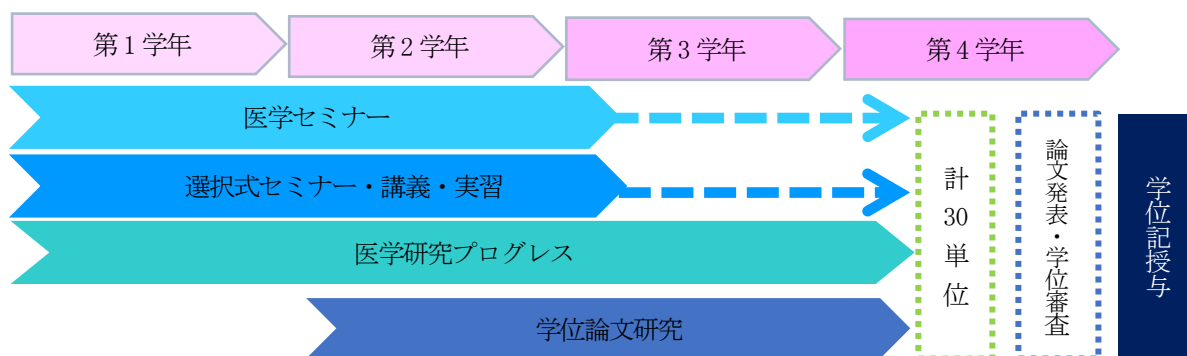 第１学年
第２学年
第３学年
第４学年
医学セミナー
選択式セミナー・講義・実習
医学研究プログレス
学位論文研究
計30単位
論文発表・学位審査
学位記授与